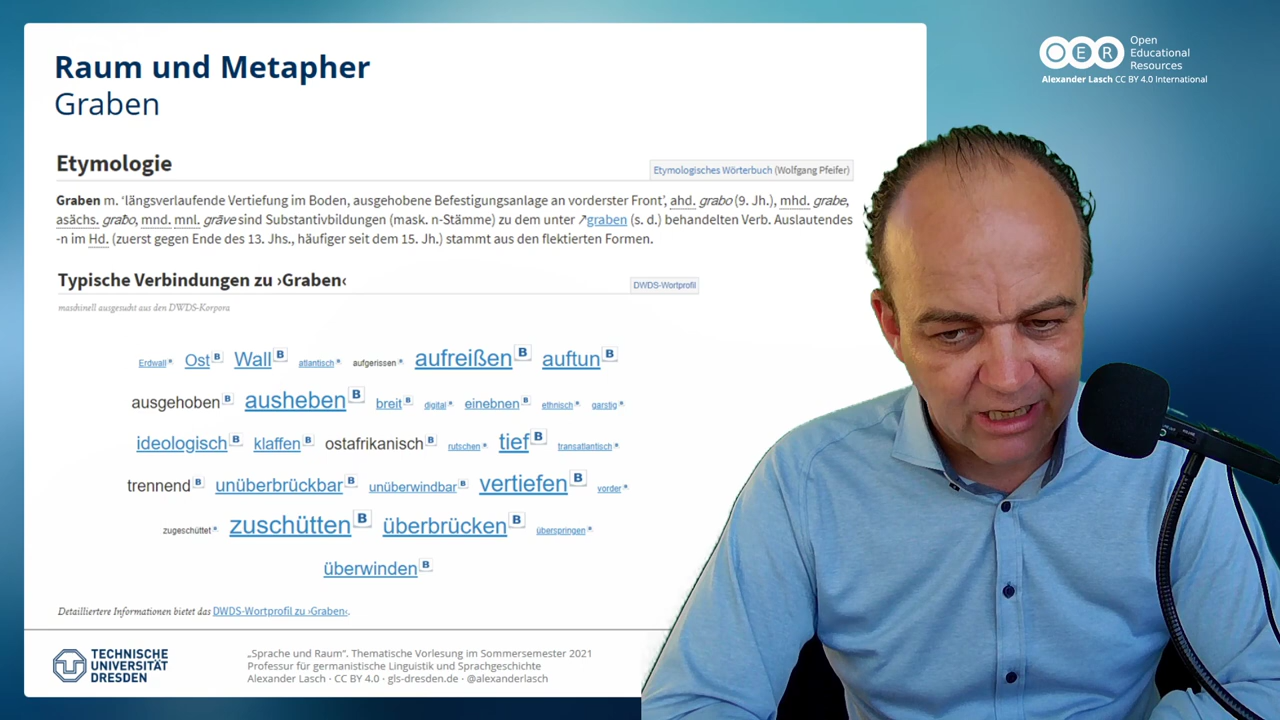 Raum und Metapher
Graben
OER Open
Educational
Resources
Alexander Lasch CC BY 4.0 International
Etymologie
Etymologisches Wörterbuch (Wolfgang Pfeifer)
Graben m. ‘längsverlaufende Vertiefung im Boden, ausgehobene Befestigungsanlage an vorderster Front’, ahd. grabo (9. Jh.), mhd. grabe,
asächs. graƀo, mnd. mnl. grāve sind Substantivbildungen (mask. n-Stämme) zu dem unter ↗graben (s. d.) behandelten Verb. Auslautendes
-n im Hd. (zuerst gegen Ende des 13. Jhs., häufiger seit dem 15. Jh.) stammt aus den flektierten Formen.
Typische Verbindungen zu ›Graben‹
DWDS-Wortprofil
maschinell ausgesucht aus den DWDS-Korpora
Erdwall * Ost B Wall B atlantisch * aufgerissen * aufreißen B auftun B
ausgehoben B ausheben B breit B digital * einebnen B ethnisch * garstig *
ideologisch B klaffen B ostafrikanisch B rutschen * tief B transatlantisch *
trennend B unüberbrückbar B unüberwindbar B vertiefen B vorder *
zugeschüttet * zuschütten B überbrücken B überspringen *
überwinden B
Detailliertere Informationen bietet das DWDS-Wortprofil zu ›Graben‹.
TECHNISCHE
UNIVERSITÄT
DRESDEN
„Sprache und Raum“. Thematische Vorlesung im Sommersemester 2021
Professur für germanistische Linguistik und Sprachgeschichte
Alexander Lasch · CC BY 4.0 · gls-dresden.de · @alexanderlasch